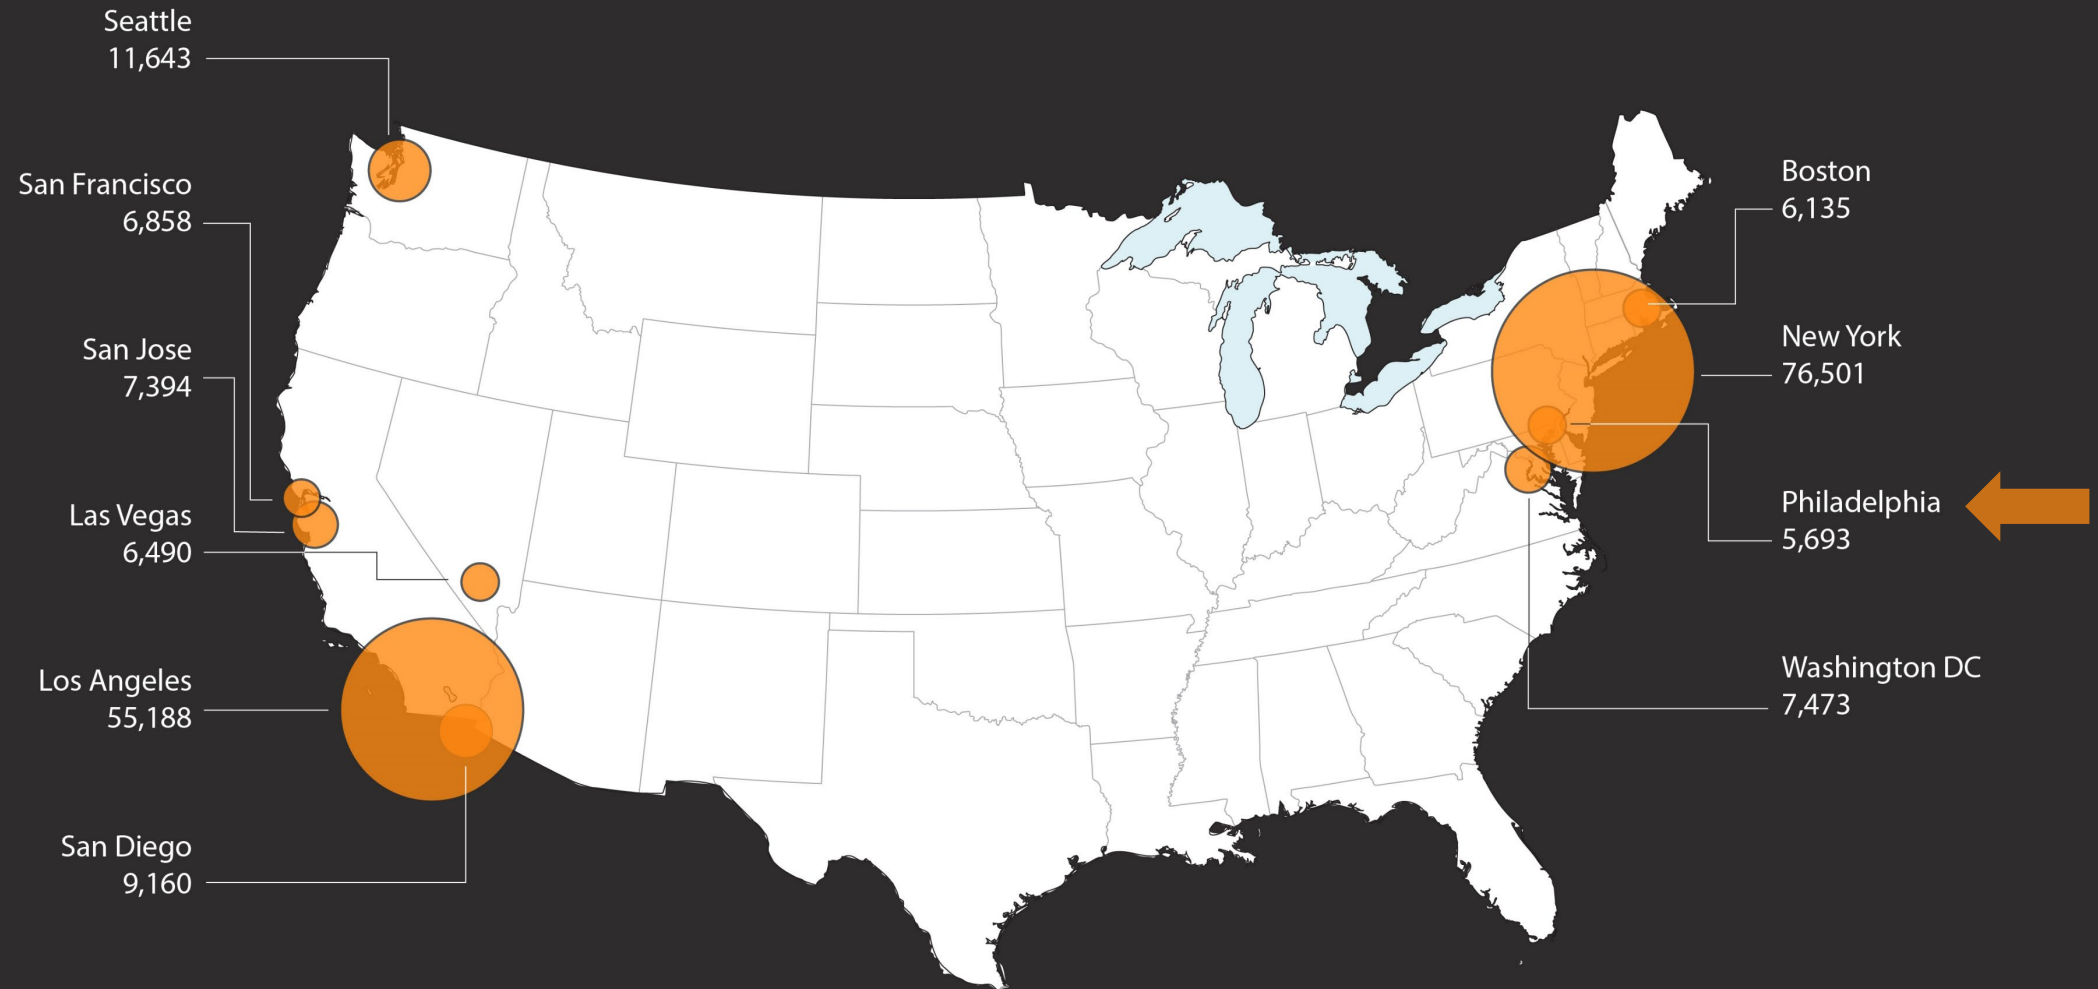 Seattle
11,643
San Francisco
6,858
San Jose
7,394
Las Vegas
6,490
Los Angeles
55,188
San Diego
9,160
Boston
6,135
New York
76,501
Philadelphia
5,693
Washington DC
7,473